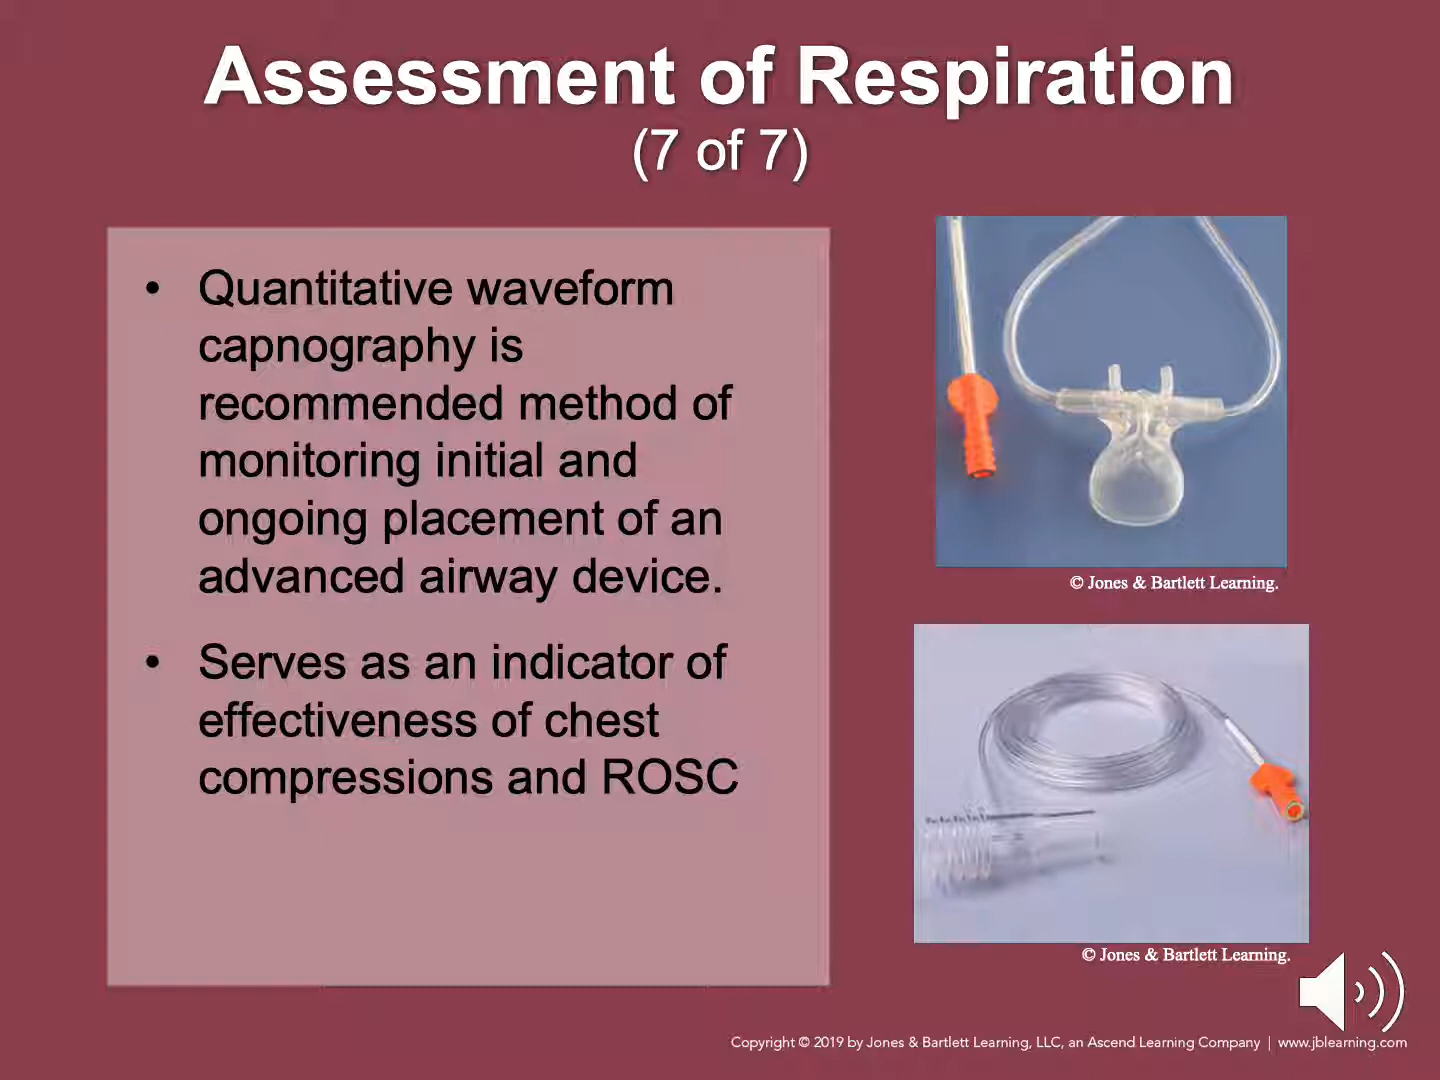 Assessment of Respiration
(7 of 7)
• Quantitative waveform
capnography is
recommended method of
monitoring initial and
ongoing placement of an
advanced airway device.
• Serves as an indicator of
effectiveness of chest
compressions and ROSC
© Jones & Bartlett Learning.
© Jones & Bartlett Learning.
Copyright © 2019 by Jones & Bartlett Learning, LLC, an Ascend Learning Company | www.jblearning.com